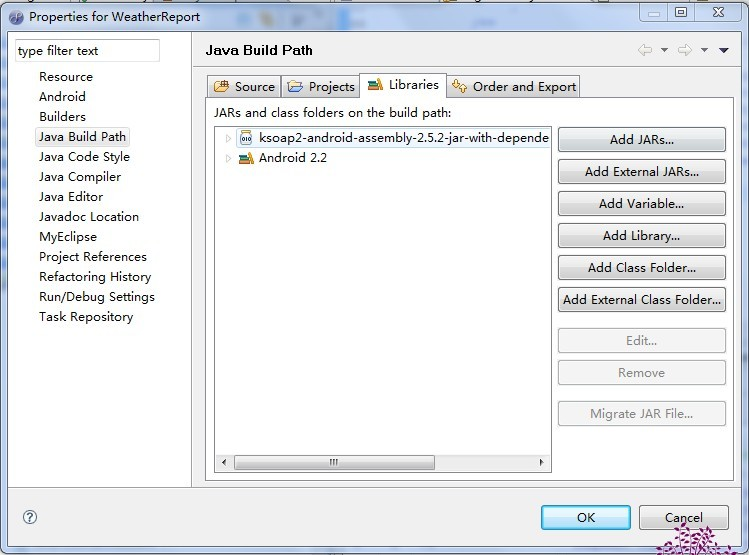 Properties for WeatherReport
type filter text
Resource
Android
Builders
Java Build Path
Java Code Style
Java Compiler
Java Editor
Javadoc Location
MyEclipse
Project References
Refactoring History
Run/Debug Settings
Task Repository
Java Build Path
Source
Projects
Libraries
Order and Export
JARs and class folders on the build path:
ksoap2-android-assembly-2.5.2-jar-with-depende
Android 2.2
Add JARs...
Add External JARs...
Add Variable...
Add Library...
Add Class Folder...
Add External Class Folder...
Edit...
Remove
Migrate JAR File...
OK
Cancel